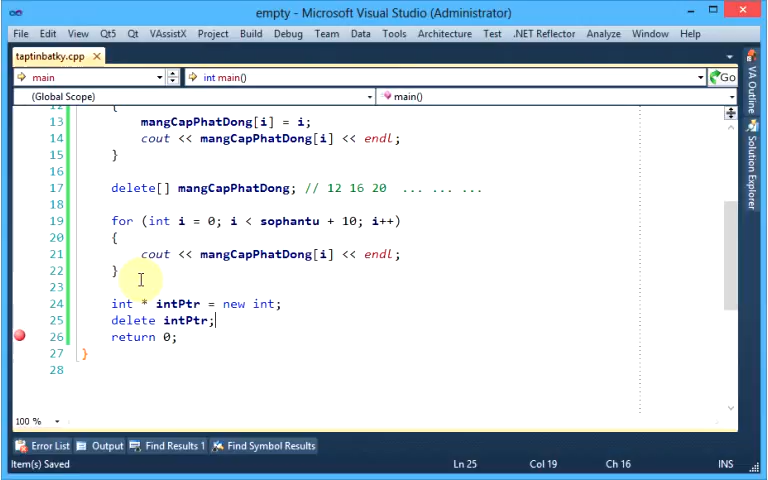 empty - Microsoft Visual Studio (Administrator)
File Edit View Qt5 Qt VAssistX Project Build Debug Team Data Tools Architecture Test .NET Reflector Analyze Window Help
taptinbatky.cpp
main int main() Go
(Global Scope) main()
12 {
13 mangCapPhatDong[i] = i;
14 cout << mangCapPhatDong[i] << endl;
15 }
16
17 delete[] mangCapPhatDong; // 12 16 20 ... ... ...
18
19 for (int i = 0; i < sophantu + 10; i++)
20 {
21 cout << mangCapPhatDong[i] << endl;
22 }
23
24 int * intPtr = new int;
25 delete intPtr;
26 return 0;
27 }
28
VA Outline
Solution Explorer
100 %
Error List Output Find Results 1 Find Symbol Results
Item(s) Saved Ln 25 Col 19 Ch 16 INS